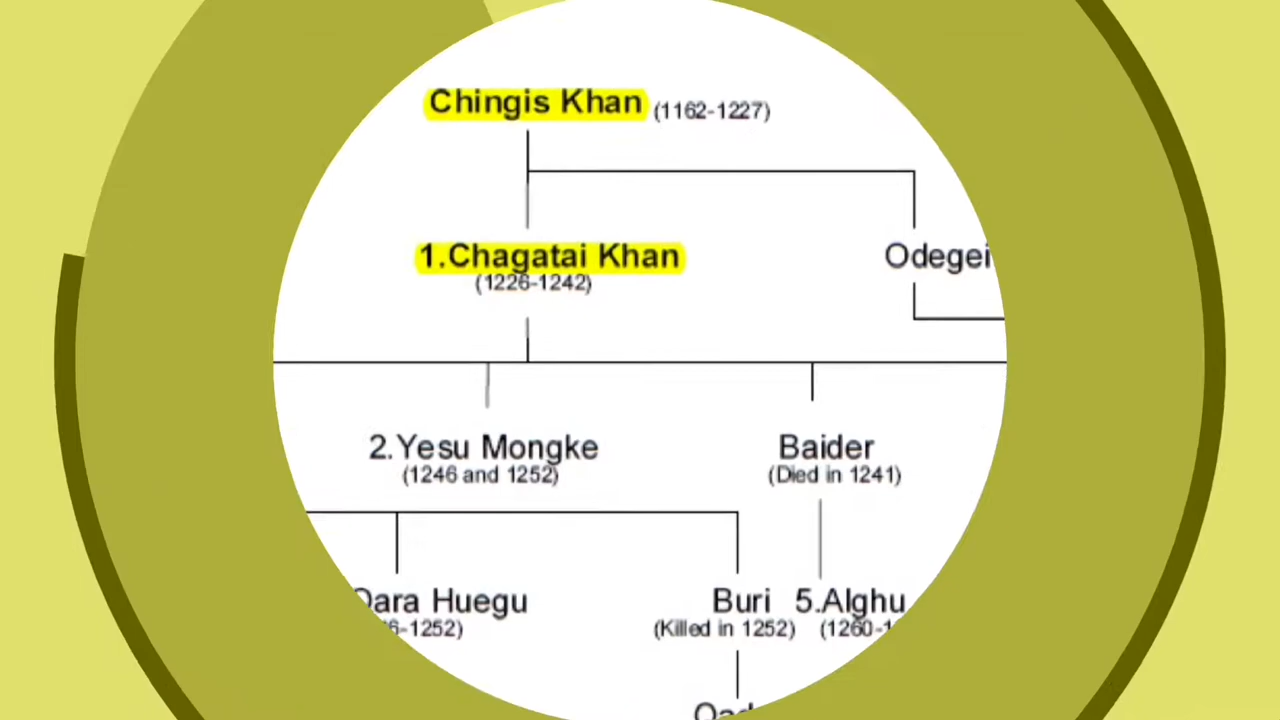 Chingis Khan (1162-1227)
1.Chagatai Khan Odegei
(1226-1242)
2.Yesu Mongke Baider
(1246 and 1252) (Died in 1241)
Huegu Buri 5.Alghu
-1252) (Killed in 1252)